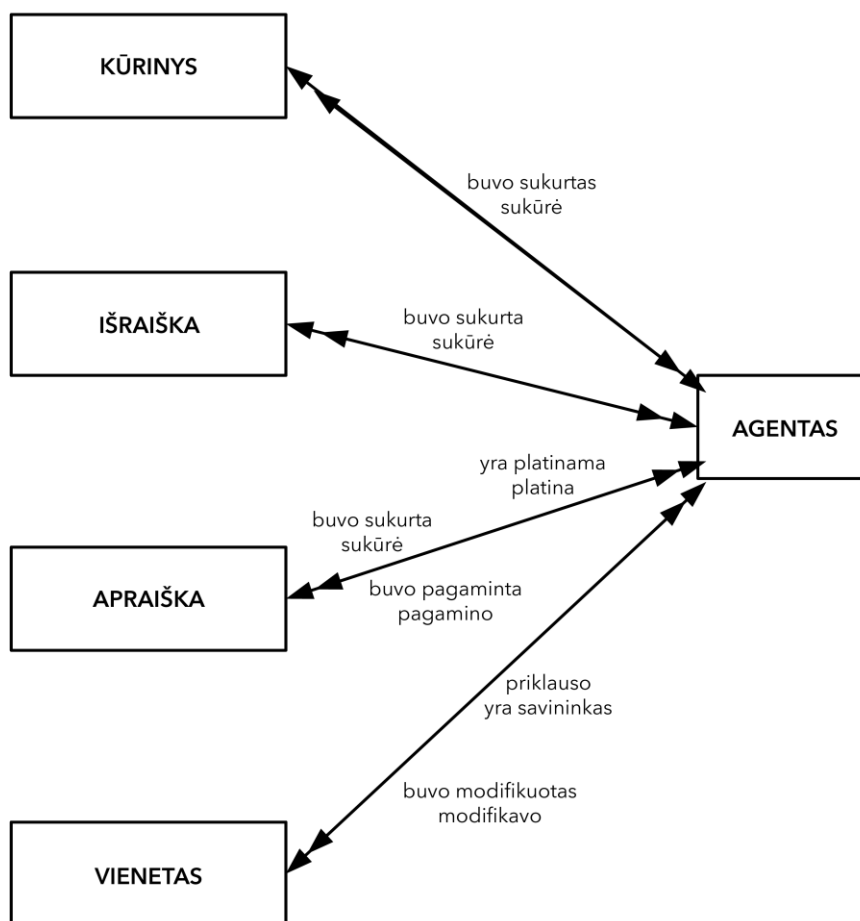 KŪRINYS
buvo sukurtas
sukūrė
IŠRAIŠKA
buvo sukurta
sukūrė
AGENTAS
yra platinama
platina
buvo sukurta
sukūrė
APRAIŠKA
buvo pagaminta
pagamino
priklauso
yra savininkas
buvo modifikuotas
modifikavo
VIENETAS